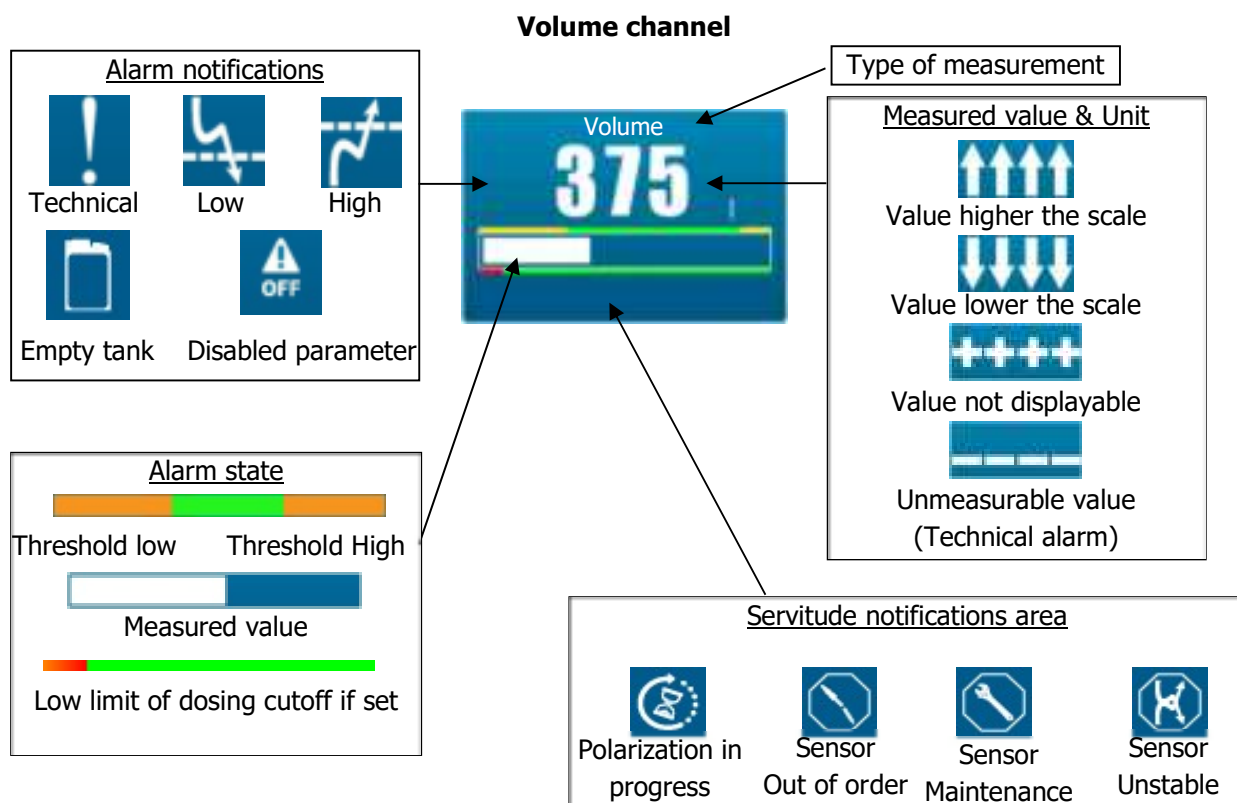 Volume channel
Alarm notifications
Technical
Low
High
Empty tank
OFF
Disabled parameter
Volume
375
l
Type of measurement
Measured value & Unit
Value higher the scale
Value lower the scale
Value not displayable
Unmeasurable value
(Technical alarm)
Alarm state
Threshold low
Threshold High
Measured value
Low limit of dosing cutoff if set
Servitude notifications area
Polarization in
progress
Sensor
Out of order
Sensor
Maintenance
Sensor
Unstable